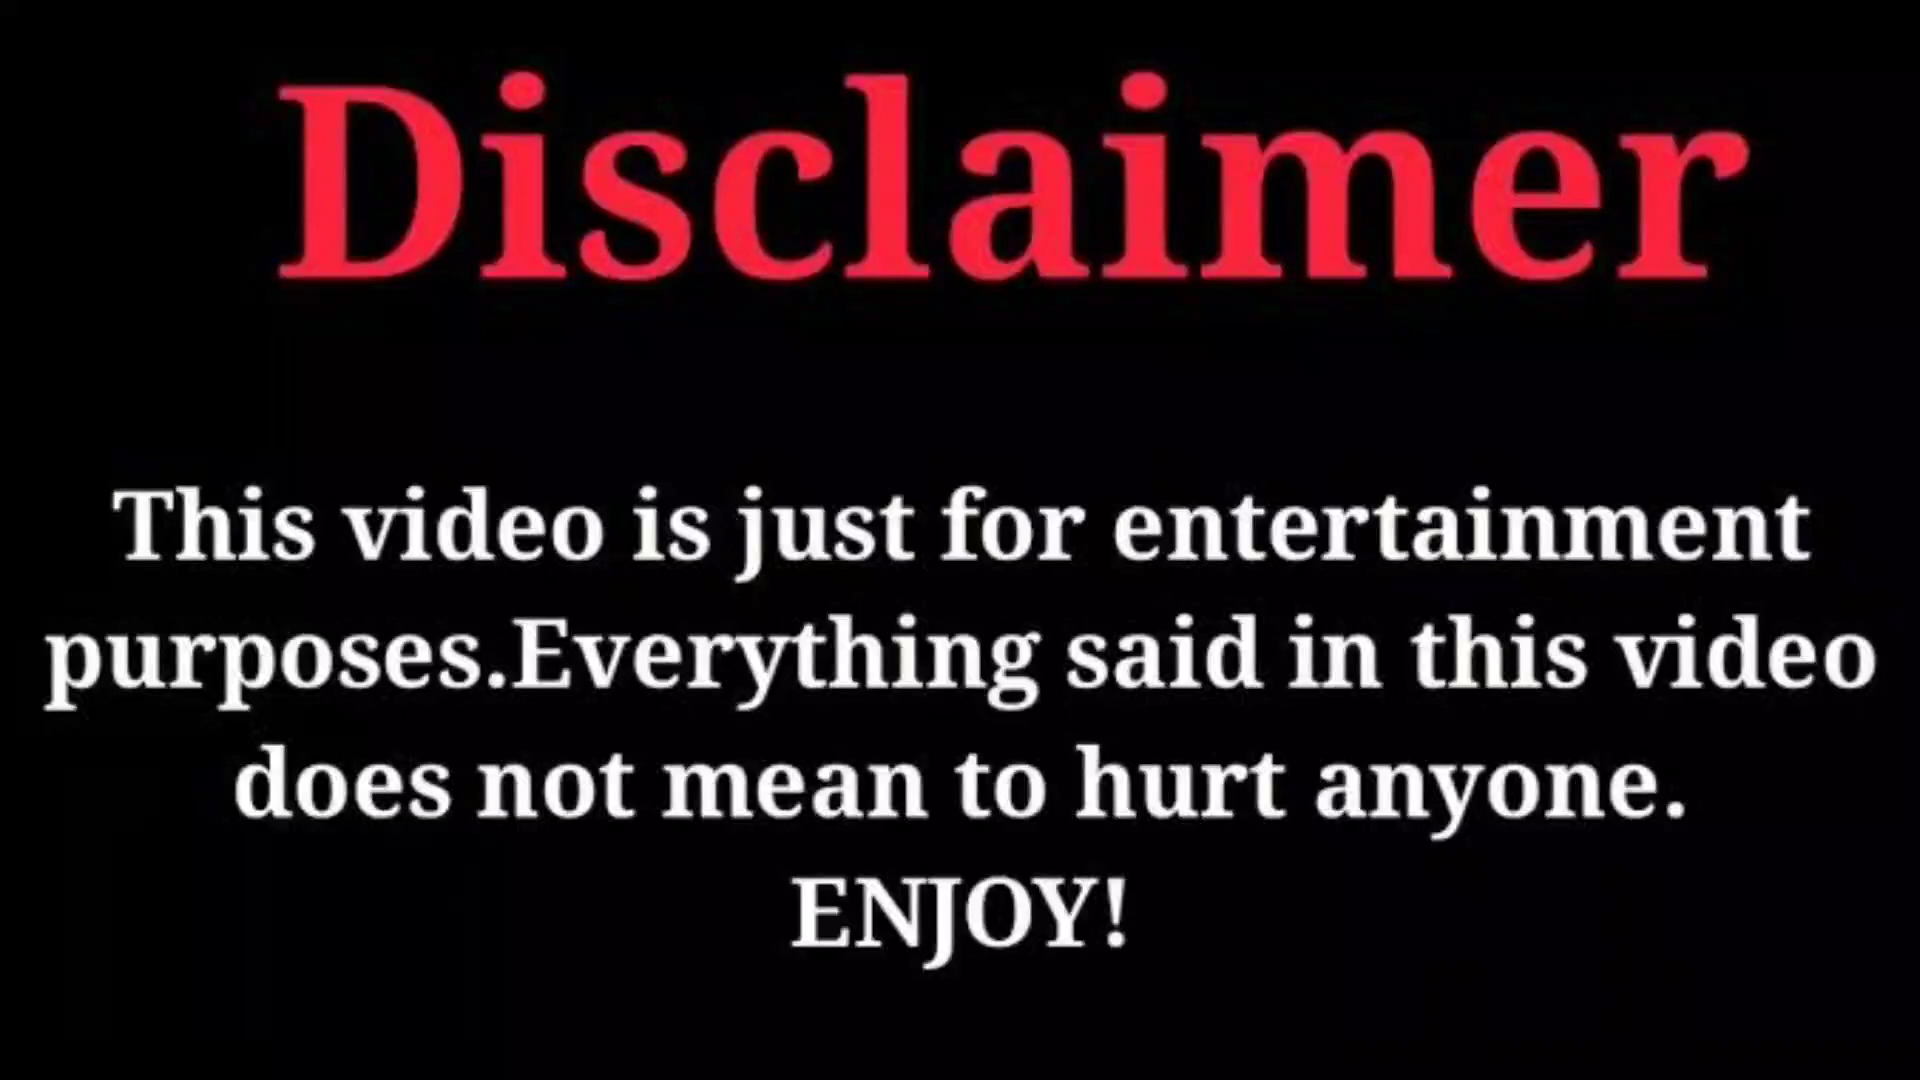 Disclaimer
This video is just for entertainment
purposes.Everything said in this video
does not mean to hurt anyone.
ENJOY!